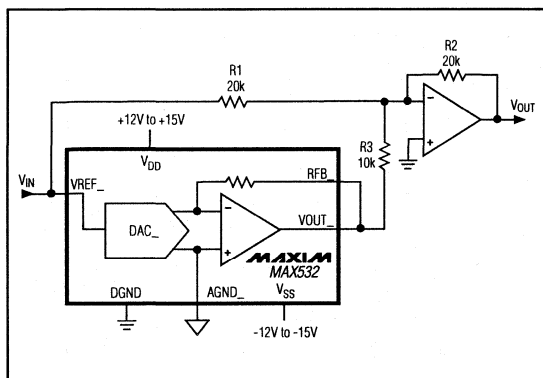 R2
20k
R1
20k
VOUT
+12V to +15V
R3
10k
VDD
RFB_
VIN
VREF_
VOUT_
DAC_
MAXIM
MAX532
DGND
AGND_
VSS
-12V to -15V